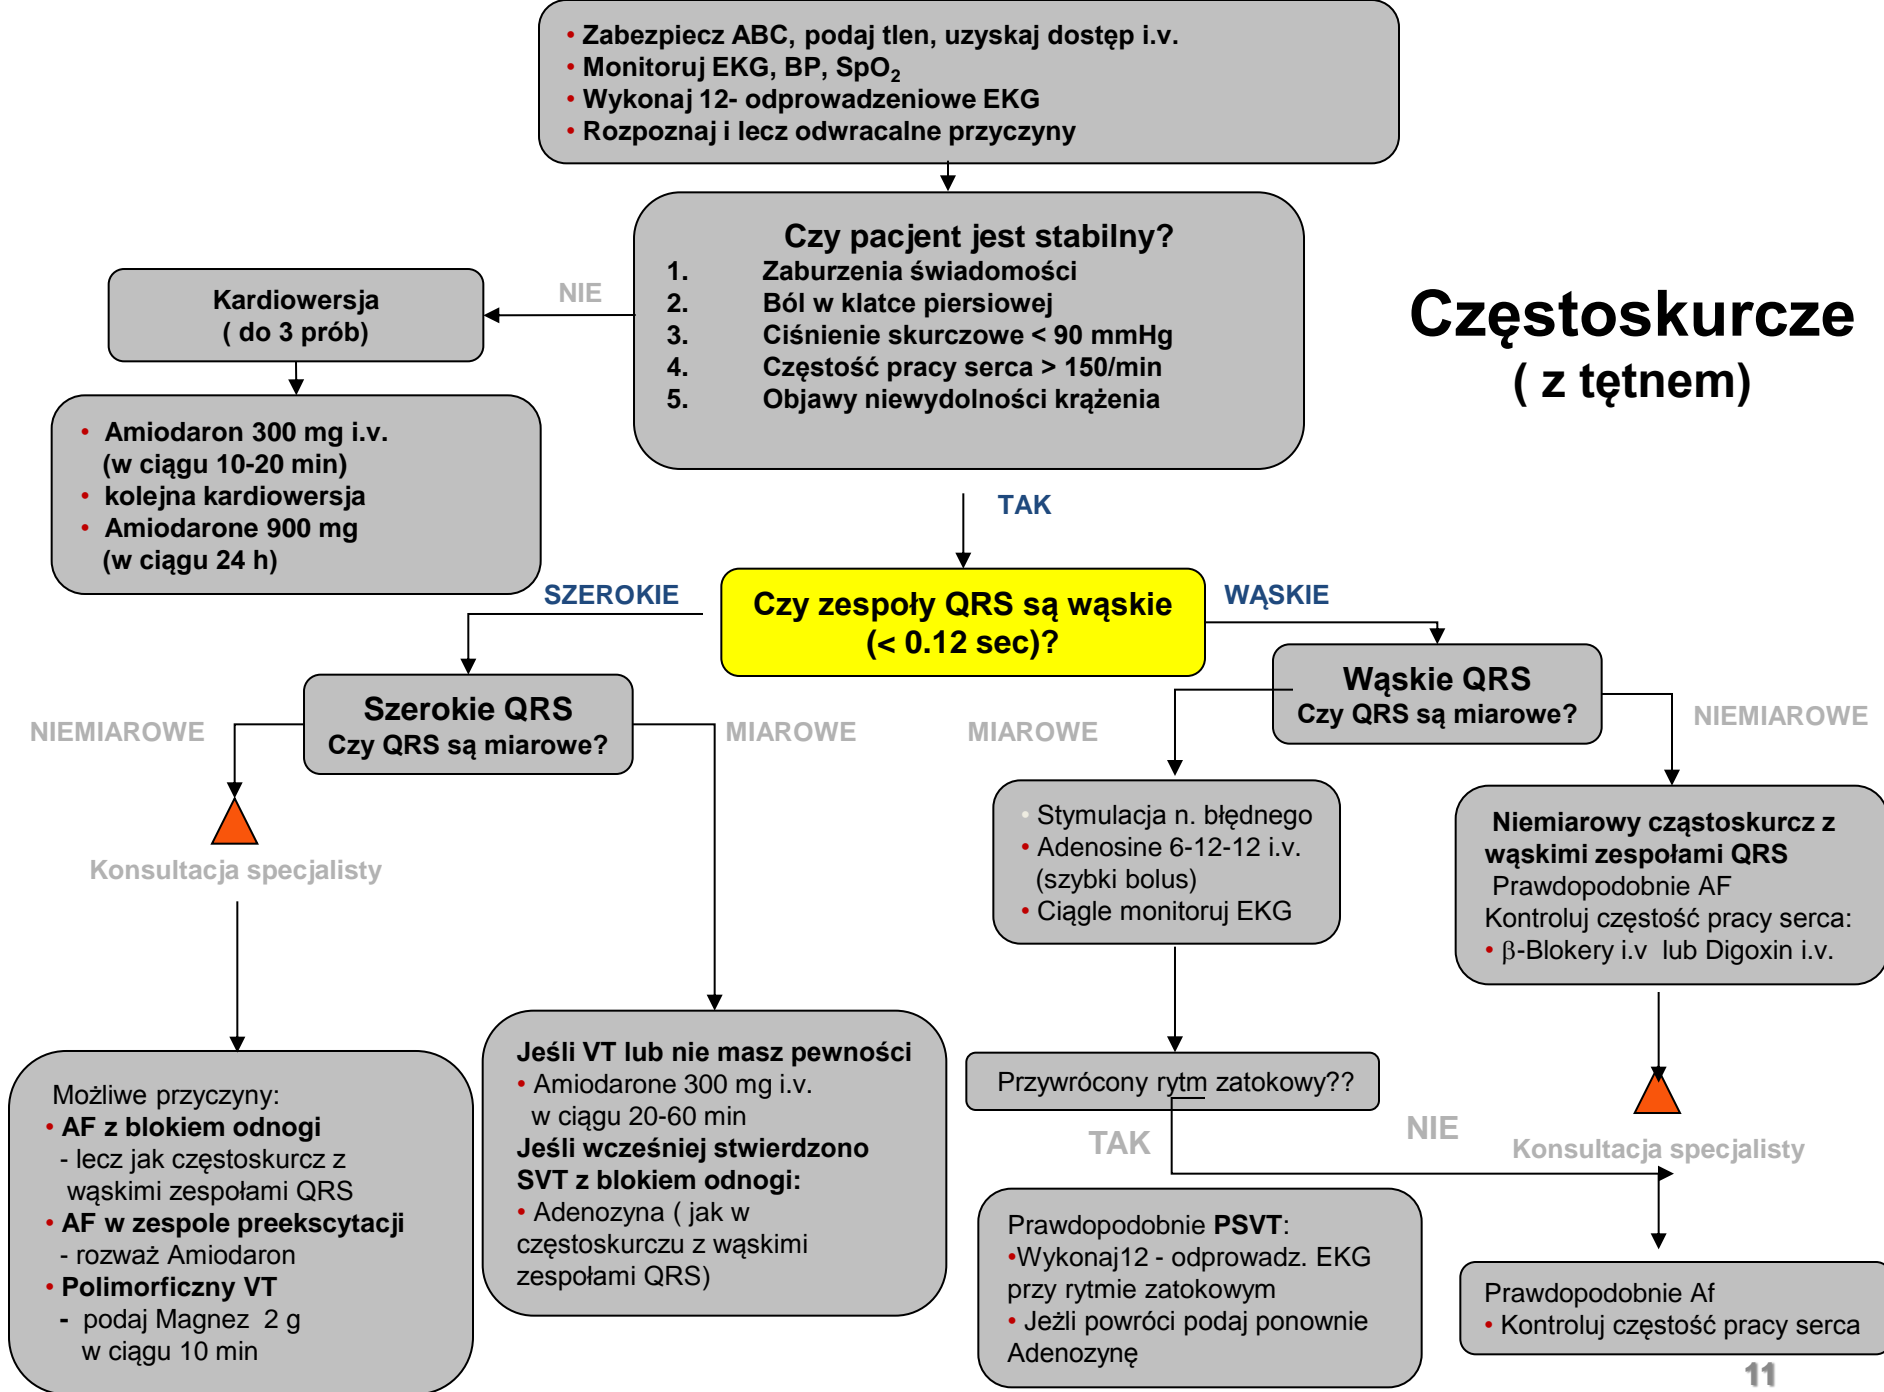 • Zabezpiecz ABC, podaj tlen, uzyskaj dostęp i.v.
• Monitoruj EKG, BP, SpO₂
• Wykonaj 12- odprowadzeniowe EKG
• Rozpoznaj i lecz odwracalne przyczyny
Czy pacjent jest stabilny?
1. Zaburzenia świadomości
2. Ból w klatce piersiowej
3. Ciśnienie skurczowe < 90 mmHg
4. Częstość pracy serca > 150/min
5. Objawy niewydolności krążenia
NIE
Kardiowersja
( do 3 prób)
Częstoskurcze
( z tętnem)
• Amiodaron 300 mg i.v.
(w ciągu 10-20 min)
• kolejna kardiowersja
• Amiodarone 900 mg
(w ciągu 24 h)
TAK
SZEROKIE
Czy zespoły QRS są wąskie
(< 0.12 sec)?
WĄSKIE
Szerokie QRS
Czy QRS są miarowe?
Wąskie QRS
Czy QRS są miarowe?
NIEMIAROWE
MIAROWE
MIAROWE
NIEMIAROWE
Konsultacja specjalisty
• Stymulacja n. błędnego
• Adenosine 6-12-12 i.v.
(szybki bolus)
• Ciągle monitoruj EKG
Niemiarowy cząstoskurcz z
wąskimi zespołami QRS
Prawdopodobnie AF
Kontroluj częstość pracy serca:
• β-Blokery i.v lub Digoxin i.v.
Możliwe przyczyny:
• AF z blokiem odnogi
- lecz jak częstoskurcz z
wąskimi zespołami QRS
• AF w zespole preekscytacji
- rozważ Amiodaron
• Polimorficzny VT
- podaj Magnez 2 g
w ciągu 10 min
Jeśli VT lub nie masz pewności
• Amiodarone 300 mg i.v.
w ciągu 20-60 min
Jeśli wcześniej stwierdzono
SVT z blokiem odnogi:
• Adenozyna ( jak w
częstoskurczu z wąskimi
zespołami QRS)
Przywrócony rytm zatokowy??
TAK
NIE
Konsultacja specjalisty
Prawdopodobnie PSVT:
•Wykonaj12 - odprowadz. EKG
przy rytmie zatokowym
• Jeżli powróci podaj ponownie
Adenozynę
Prawdopodobnie Af
• Kontroluj częstość pracy serca
11